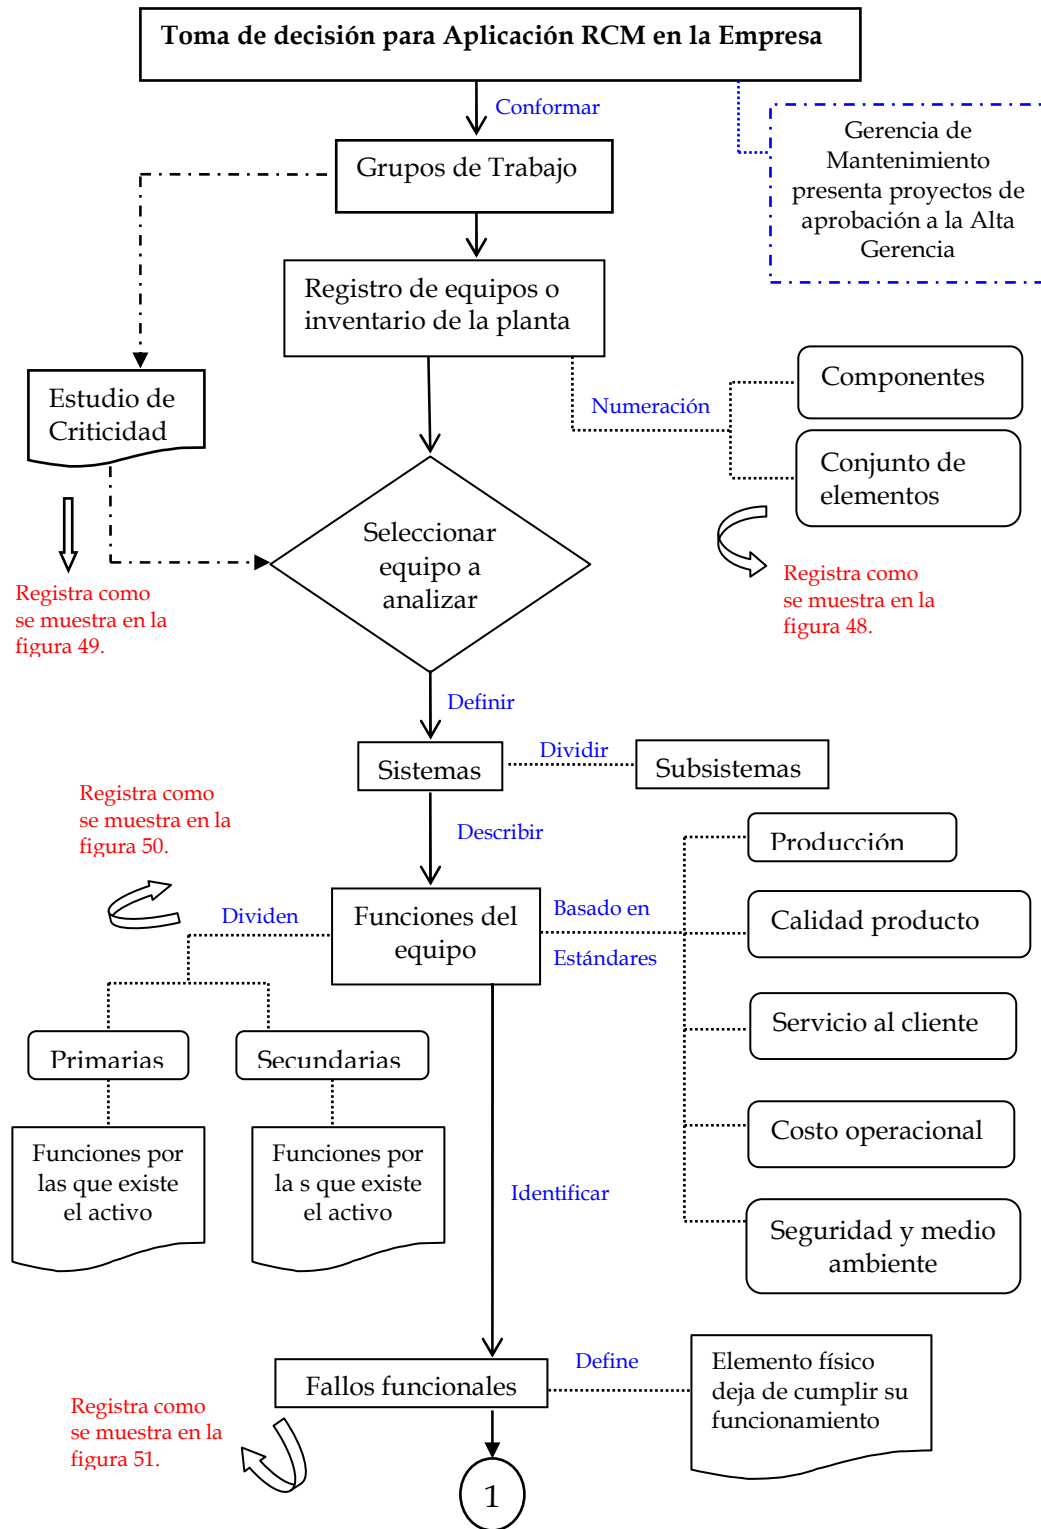 Toma de decisión para Aplicación RCM en la Empresa
Conformar
Gerencia de
Mantenimiento
presenta proyectos de
aprobación a la Alta
Gerencia
Grupos de Trabajo
Registro de equipos o
inventario de la planta
Estudio de
Criticidad
Numeración
Componentes
Conjunto de
elementos
Seleccionar
equipo a
analizar
Registra como
se muestra en la
figura 49.
Registra como
se muestra en la
figura 48.
Definir
Sistemas
Dividir
Subsistemas
Registra como
se muestra en la
figura 50.
Describir
Producción
Dividen
Funciones del
equipo
Basado en
Estándares
Calidad producto
Servicio al cliente
Primarias
Secundarias
Costo operacional
Funciones por
las que existe
el activo
Funciones por
la s que existe
el activo
Identificar
Seguridad y medio
ambiente
Fallos funcionales
Define
Elemento físico
deja de cumplir su
funcionamiento
Registra como
se muestra en la
figura 51.
1